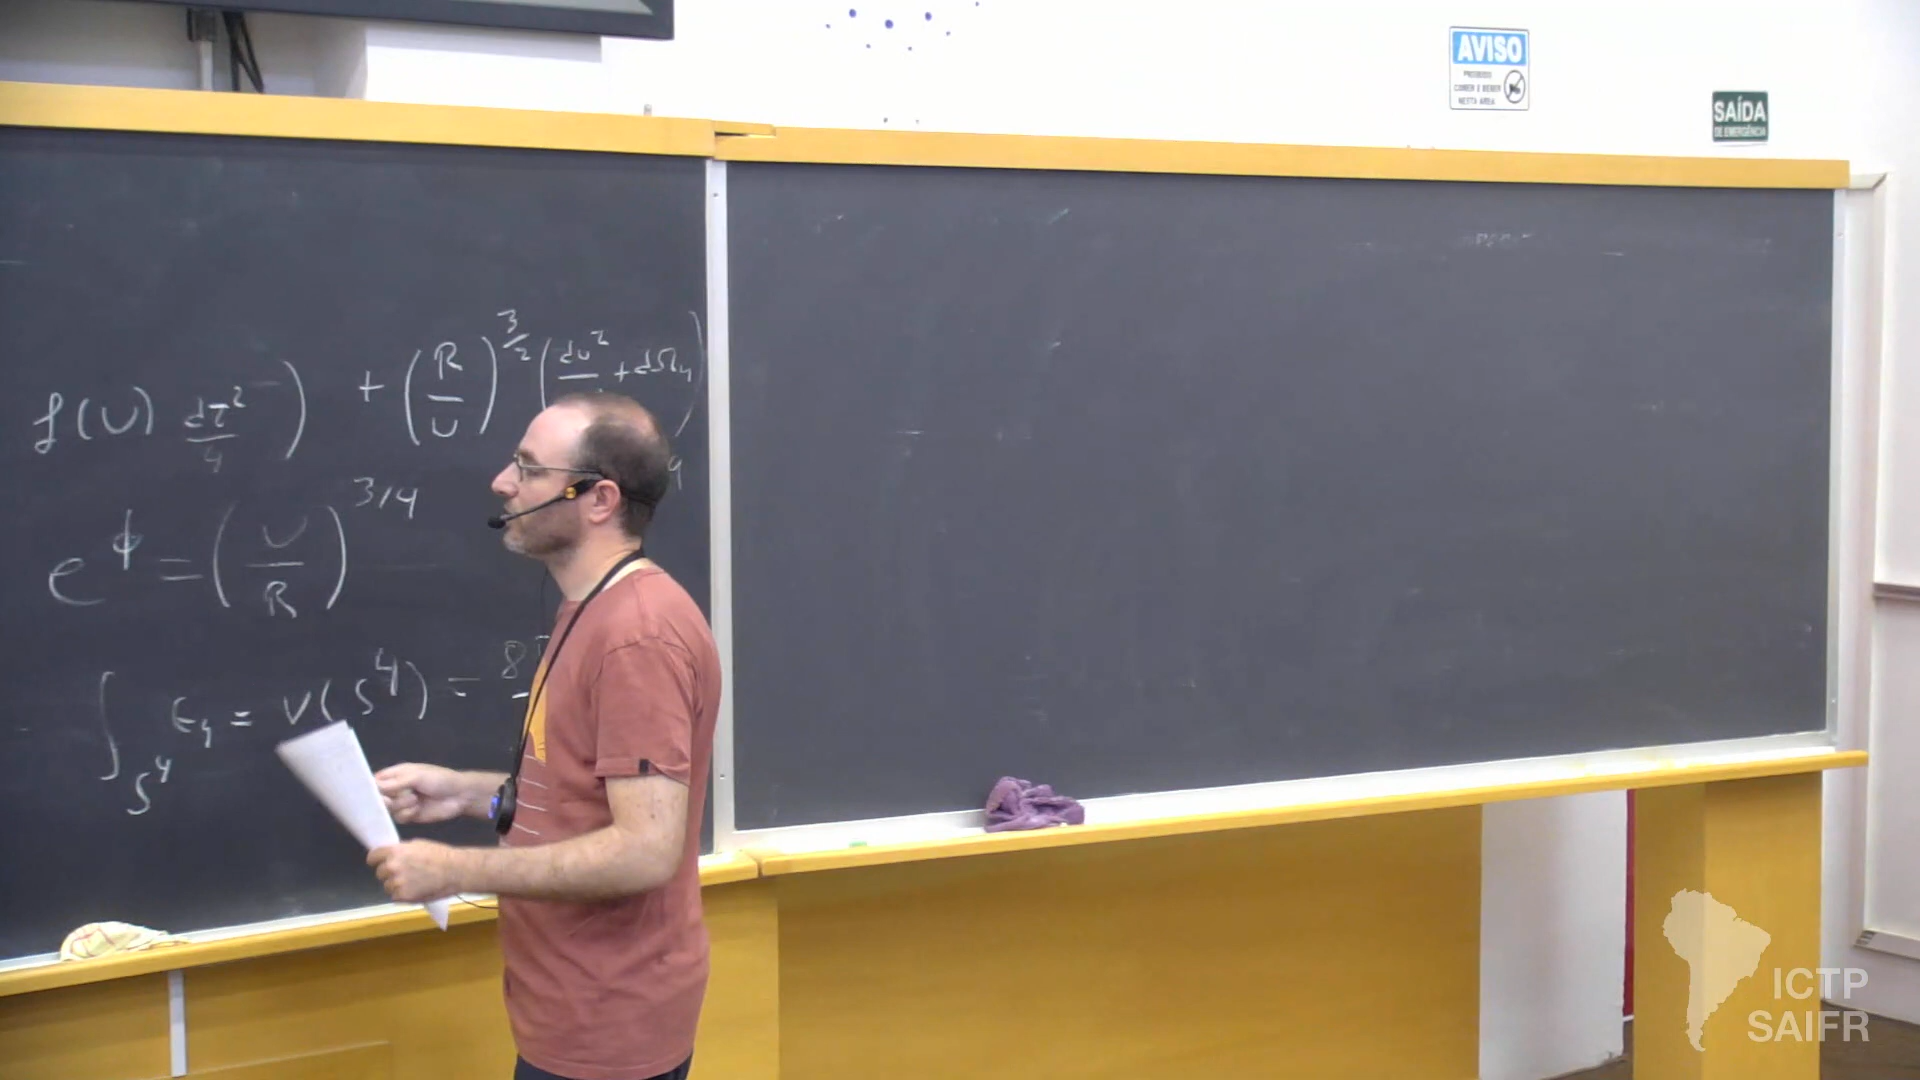 AVISO
PROIBIDO
COMER E BEBER
NESTA ÁREA
SAÍDA
DE EMERGÊNCIA
f(U) dτ²/4 ) + (R/U)^3/2 (du²/ + dΩ4)
e^ϕ = (U/R)^3/4
∫_S⁴ ε4 = V(S⁴) = 8
ICTP
SAIFR